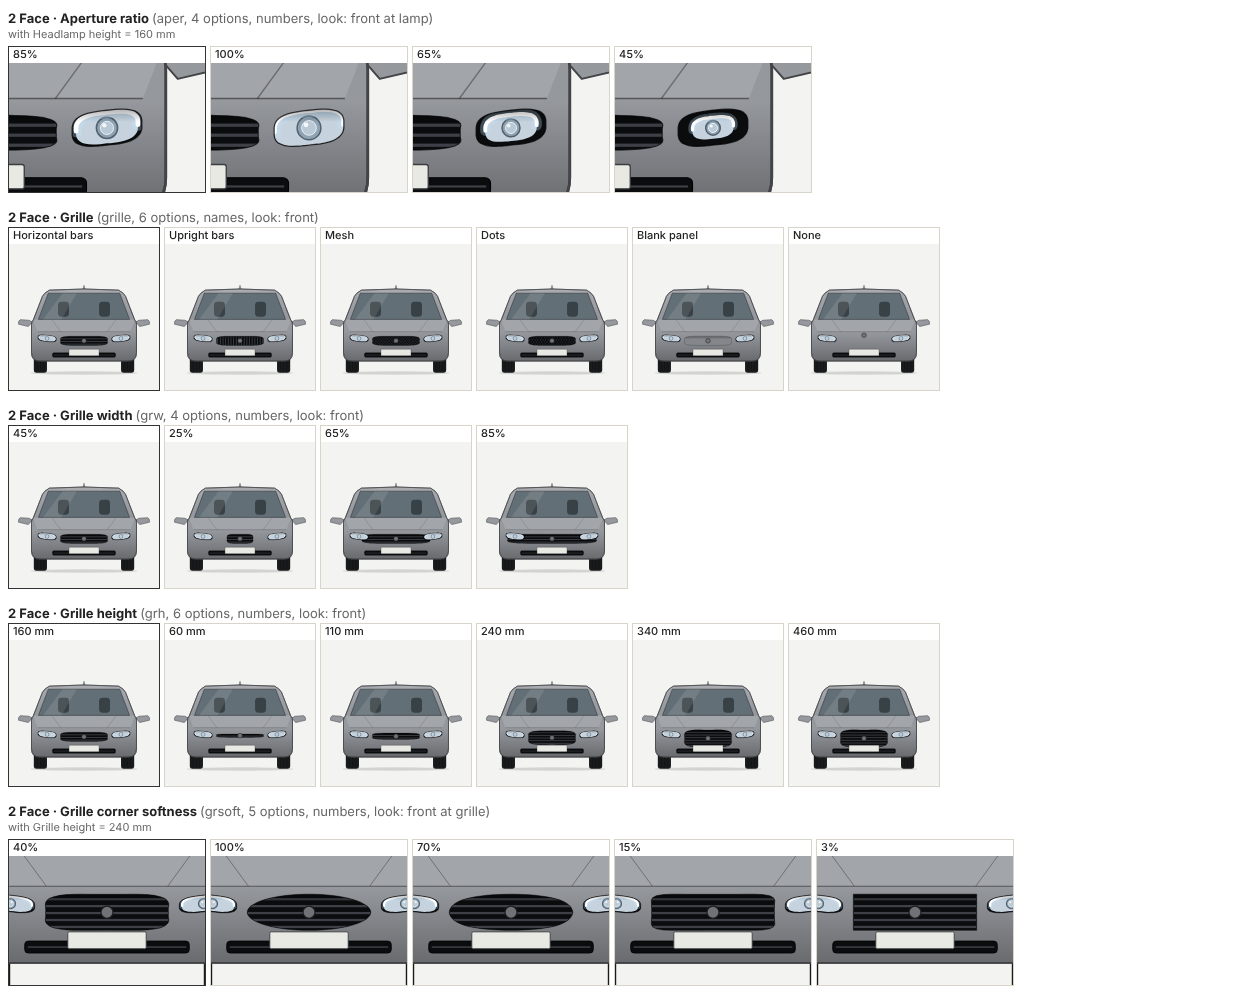 2 Face · Aperture ratio (aper, 4 options, numbers, look: front at lamp)
with Headlamp height = 160 mm
85% 100% 65% 45%
2 Face · Grille (grille, 6 options, names, look: front)
Horizontal bars Upright bars Mesh Dots Blank panel None
2 Face · Grille width (grw, 4 options, numbers, look: front)
45% 25% 65% 85%
2 Face · Grille height (grh, 6 options, numbers, look: front)
160 mm 60 mm 110 mm 240 mm 340 mm 460 mm
2 Face · Grille corner softness (grsoft, 5 options, numbers, look: front at grille)
with Grille height = 240 mm
40% 100% 70% 15% 3%